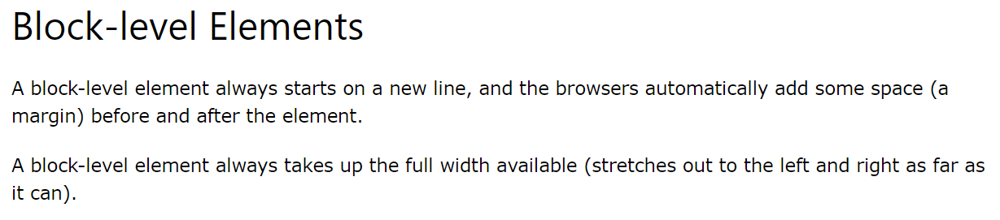 Block-level Elements
A block-level element always starts on a new line, and the browsers automatically add some space (a
margin) before and after the element.
A block-level element always takes up the full width available (stretches out to the left and right as far as
it can).